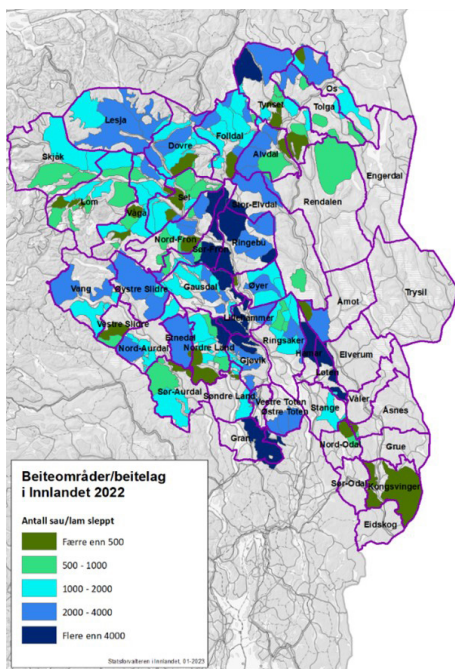 Os
Tynset
Tolga
Lesja
Folldal
Dovre
Alvdal
Engerdal
Skjåk
Rendalen
Lom
Sel
Stor-Elvdal
Vågå
Nord-Fron
Ringebu
Sør-Fron
Trysil
Vang
Øystre Slidre
Gausdal
Øyer
Åmot
Lillehammer
Vestre Slidre
Etnedal
Ringsaker
Nord-Aurdal
Nordre Land
Hamar
Elverum
Gjøvik
Løten
Sør-Aurdal
Søndre Land
Vestre Toten
Østre Toten
Stange
Våler
Åsnes
Gran
Nord-Odal
Grue
Sør-Odal
Kongsvinger
Eidskog
Beiteområder/beitelag
i Innlandet 2022
Antall sau/lam sleppt
Færre enn 500
500 - 1000
1000 - 2000
2000 - 4000
Flere enn 4000
Statsforvalteren i Innlandet, 01-2023